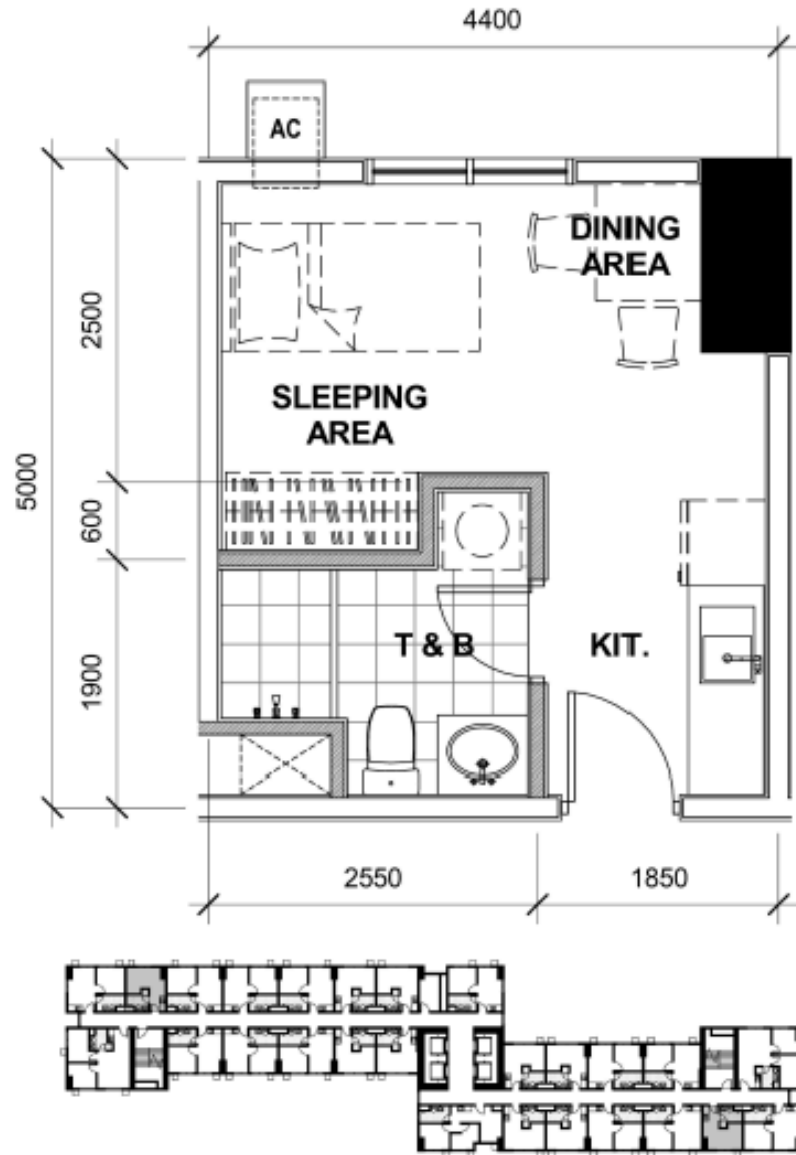 4400
AC
DINING
AREA
2500
SLEEPING
AREA
5000
600
T & B
KIT.
1900
2550
1850